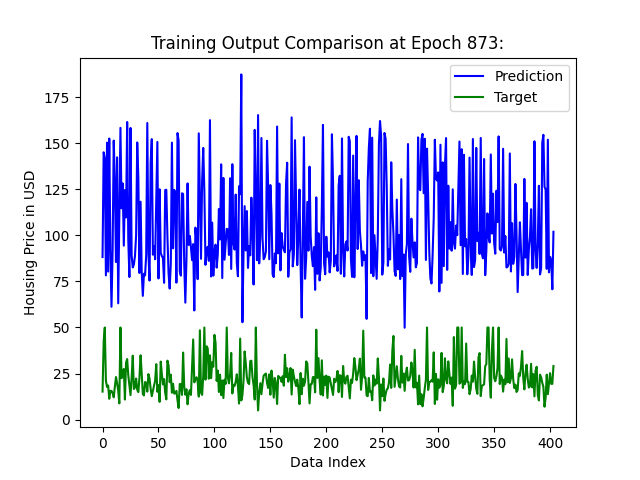 Training Output Comparison at Epoch 873:
Prediction
Target
Housing Price in USD
175
150
125
100
75
50
25
0
0 50 100 150 200 250 300 350 400
Data Index